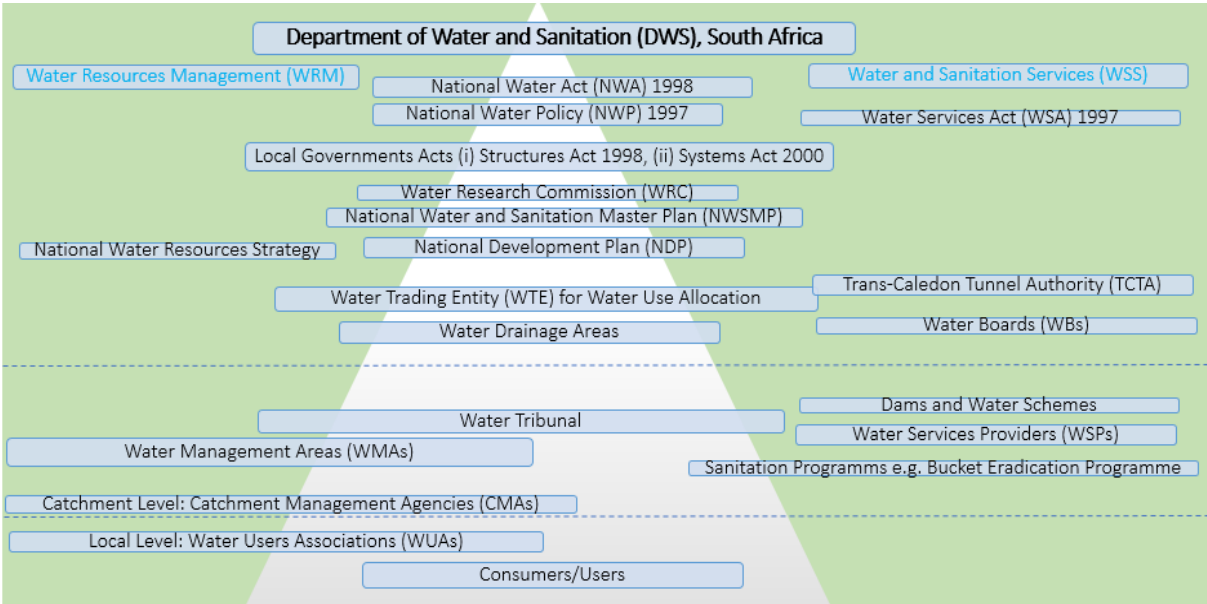 Department of Water and Sanitation (DWS), South Africa
Water Resources Management (WRM)
Water and Sanitation Services (WSS)
National Water Act (NWA) 1998
National Water Policy (NWP) 1997
Water Services Act (WSA) 1997
Local Governments Acts (i) Structures Act 1998, (ii) Systems Act 2000
Water Research Commission (WRC)
National Water and Sanitation Master Plan (NWSMP)
National Water Resources Strategy
National Development Plan (NDP)
Trans-Caledon Tunnel Authority (TCTA)
Water Trading Entity (WTE) for Water Use Allocation
Water Drainage Areas
Water Boards (WBs)
Dams and Water Schemes
Water Tribunal
Water Services Providers (WSPs)
Water Management Areas (WMAs)
Sanitation Programms e.g. Bucket Eradication Programme
Catchment Level: Catchment Management Agencies (CMAs)
Local Level: Water Users Associations (WUAs)
Consumers/Users